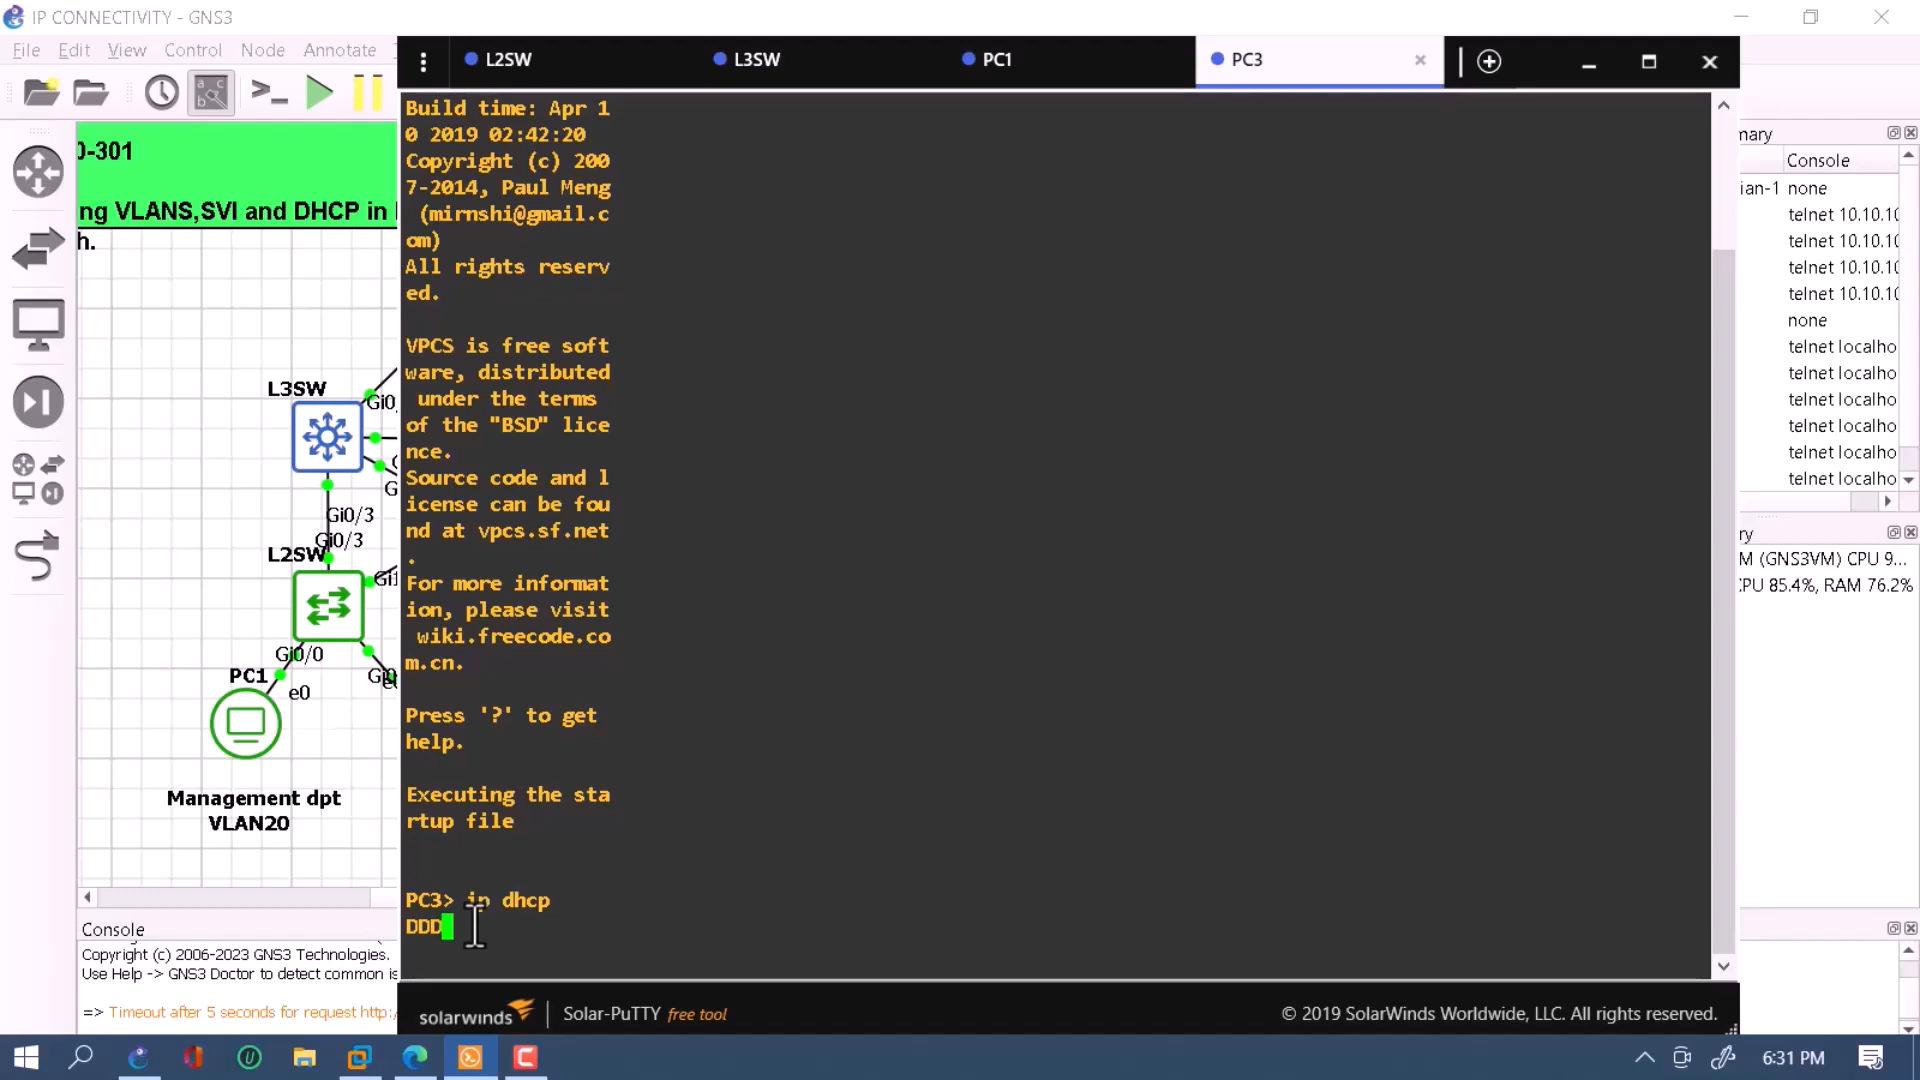 IP CONNECTIVITY - GNS3
File Edit View Control Node Annotate
L2SW
L3SW
PC1
PC3
0-301
ng VLANS,SVI and DHCP in
h.
L3SW
Gi0/3
Gi0/3
L2SW
Gi0/0
PC1
e0
Management dpt
VLAN20
Console
Copyright (c) 2006-2023 GNS3 Technologies.
Use Help -> GNS3 Doctor to detect common is
=> Timeout after 5 seconds for request http:/
Build time: Apr 1
0 2019 02:42:20
Copyright (c) 200
7-2014, Paul Meng
(mirnshi@gmail.c
om)
All rights reserv
ed.
VPCS is free soft
ware, distributed
under the terms
of the "BSD" lice
nce.
Source code and l
icense can be fou
nd at vpcs.sf.net
.
For more informat
ion, please visit
wiki.freecode.co
m.cn.
Press '?' to get
help.
Executing the sta
rtup file
PC3> ip dhcp
DDD
solarwinds
Solar-PuTTY free tool
© 2019 SolarWinds Worldwide, LLC. All rights reserved.
mary
Console
ian-1 none
telnet 10.10.10
telnet 10.10.10
telnet 10.10.10
telnet 10.10.10
none
telnet localho
telnet localho
telnet localho
telnet localho
telnet localho
telnet localho
ry
M (GNS3VM) CPU 9...
CPU 85.4%, RAM 76.2%
6:31 PM